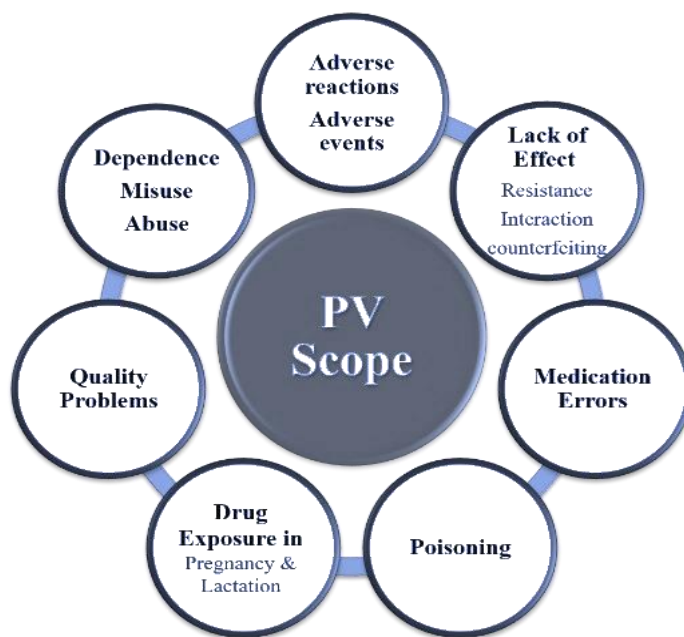 Adverse
reactions
Adverse
events
Lack of
Effect
Resistance
Interaction
counterfeiting
Medication
Errors
Poisoning
Drug
Exposure in
Pregnancy &
Lactation
Quality
Problems
Dependence
Misuse
Abuse
PV
Scope